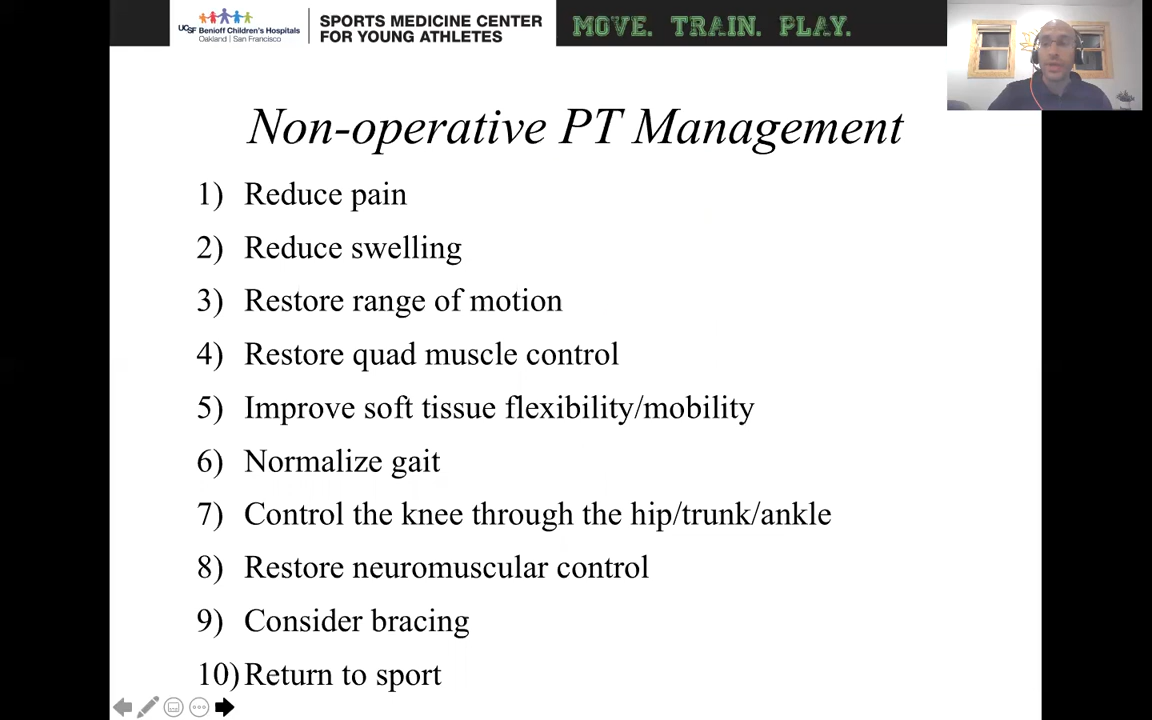 UCSF Benioff Children's Hospitals
Oakland | San Francisco
SPORTS MEDICINE CENTER
FOR YOUNG ATHLETES
MOVE. TRAIN. PLAY.
Non-operative PT Management
1) Reduce pain
2) Reduce swelling
3) Restore range of motion
4) Restore quad muscle control
5) Improve soft tissue flexibility/mobility
6) Normalize gait
7) Control the knee through the hip/trunk/ankle
8) Restore neuromuscular control
9) Consider bracing
10) Return to sport